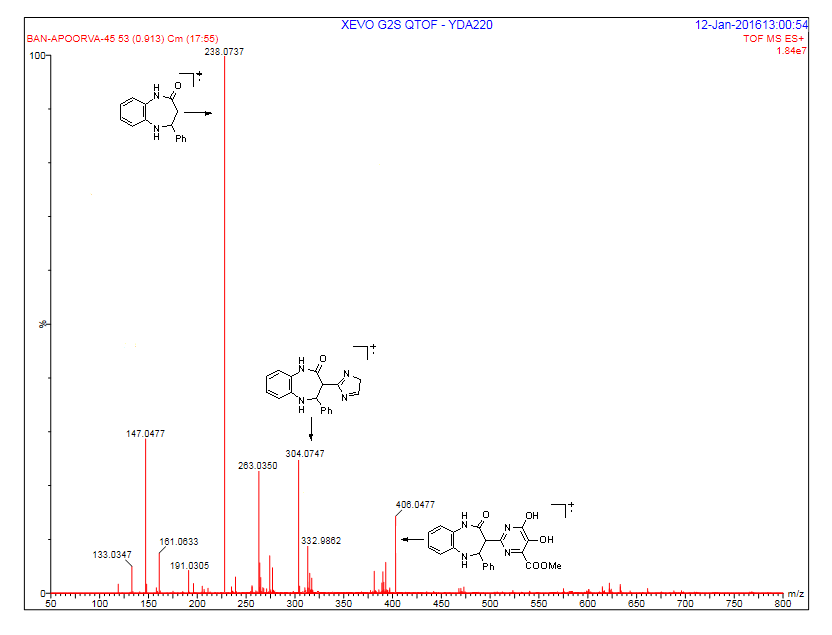 XEVO G2S QTOF - YDA220
12-Jan-201613:00:54
BAN-APOORVA-45 53 (0.913) Cm (17:55)
TOF MS ES+
1.84e7
100
%
0
238.0737
147.0477
263.0350
304.0747
406.0477
332.9862
161.0633
133.0347
191.0305
H
N
O
N
H
Ph
+
.
H
N
O
N
N
N
H
Ph
+
.
H
N
O
N
OH
OH
N
N
H
Ph
COOMe
+
.
50 100 150 200 250 300 350 400 450 500 550 600 650 700 750 800
m/z